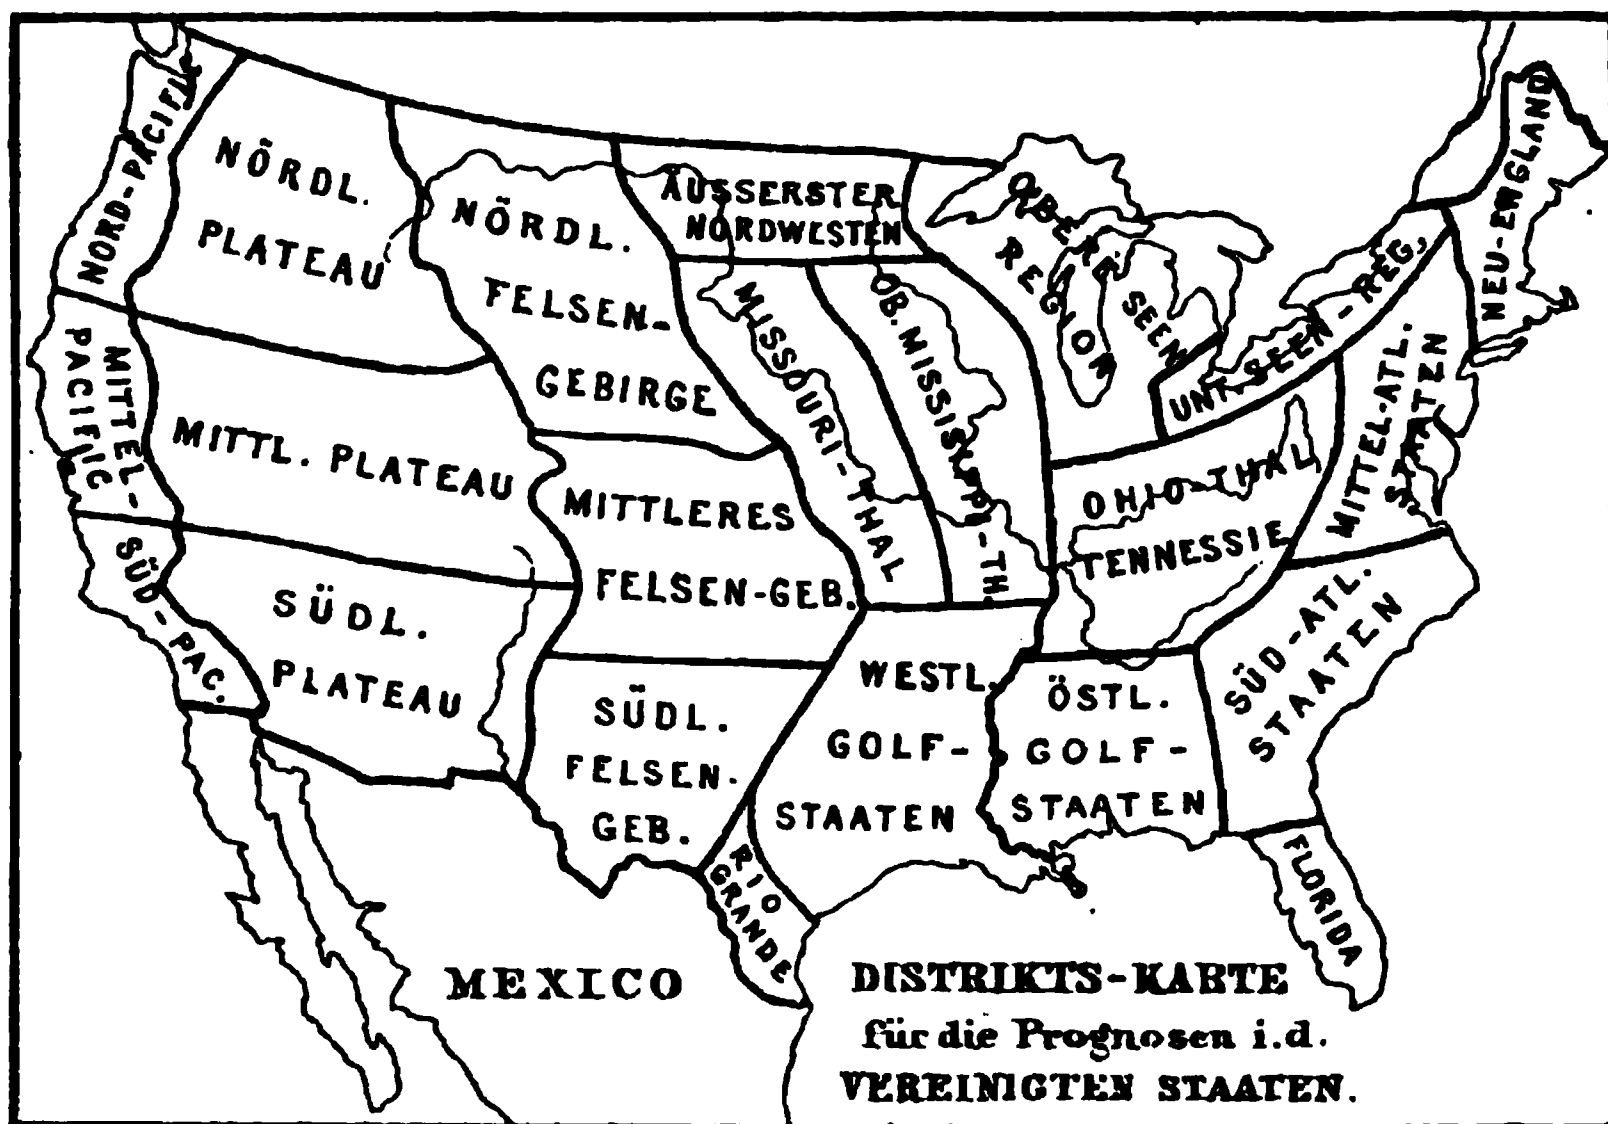 NORD-PACIFIC
NÖRDL.
PLATEAU
NÖRDL.
FELSEN-
GEBIRGE
ÄUSSERSTER
NORDWESTEN
OBERE-SEEN
REGION
UNT.SEEN-REG,
NEU-ENGLAND
MITTEL-
PACIFIC
MITTL. PLATEAU
MITTLERES
FELSEN-GEB.
MISSOURI-THAL
OB.MISSISSIPPI-TH.
OHIO-THAL
TENNESSIE
MITTEL-ATL.
STAATEN
SÜD-PAC.
SÜDL.
PLATEAU
SÜDL.
FELSEN-
GEB.
WESTL.
GOLF-
STAATEN
ÖSTL.
GOLF-
STAATEN
SÜD-ATL.
STAATEN
RIO
GRANDE
FLORIDA
MEXICO
DISTRIKTS-KARTE
für die Prognosen i.d.
VEREINIGTEN STAATEN.